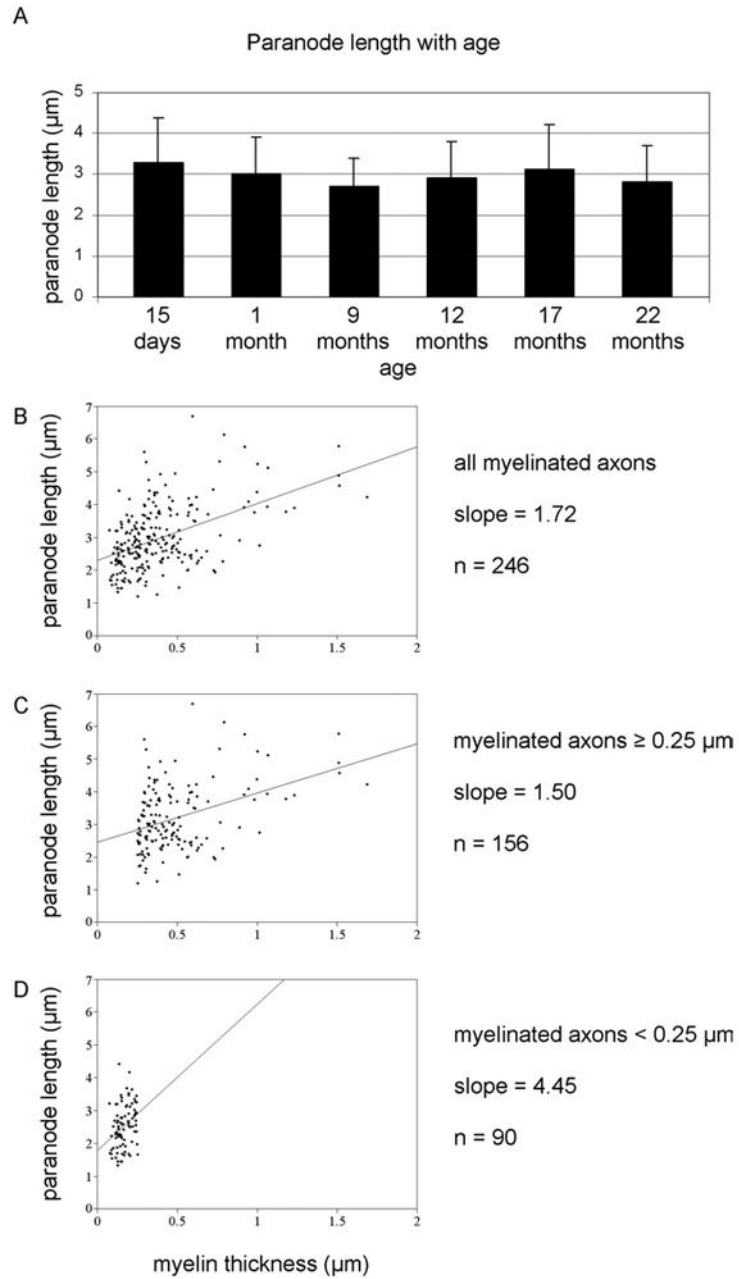 A
Paranode length with age
paranode length (µm)
5
4
3
2
1
0
15 days
1 month
9 months
12 months
17 months
22 months
age
B
paranode length (µm)
7
6
5
4
3
2
1
0
0 0.5 1 1.5 2
all myelinated axons
slope = 1.72
n = 246
C
paranode length (µm)
7
6
5
4
3
2
1
0
0 0.5 1 1.5 2
myelinated axons ≥ 0.25 µm
slope = 1.50
n = 156
D
paranode length (µm)
7
6
5
4
3
2
1
0
0 0.5 1 1.5 2
myelinated axons < 0.25 µm
slope = 4.45
n = 90
myelin thickness (µm)